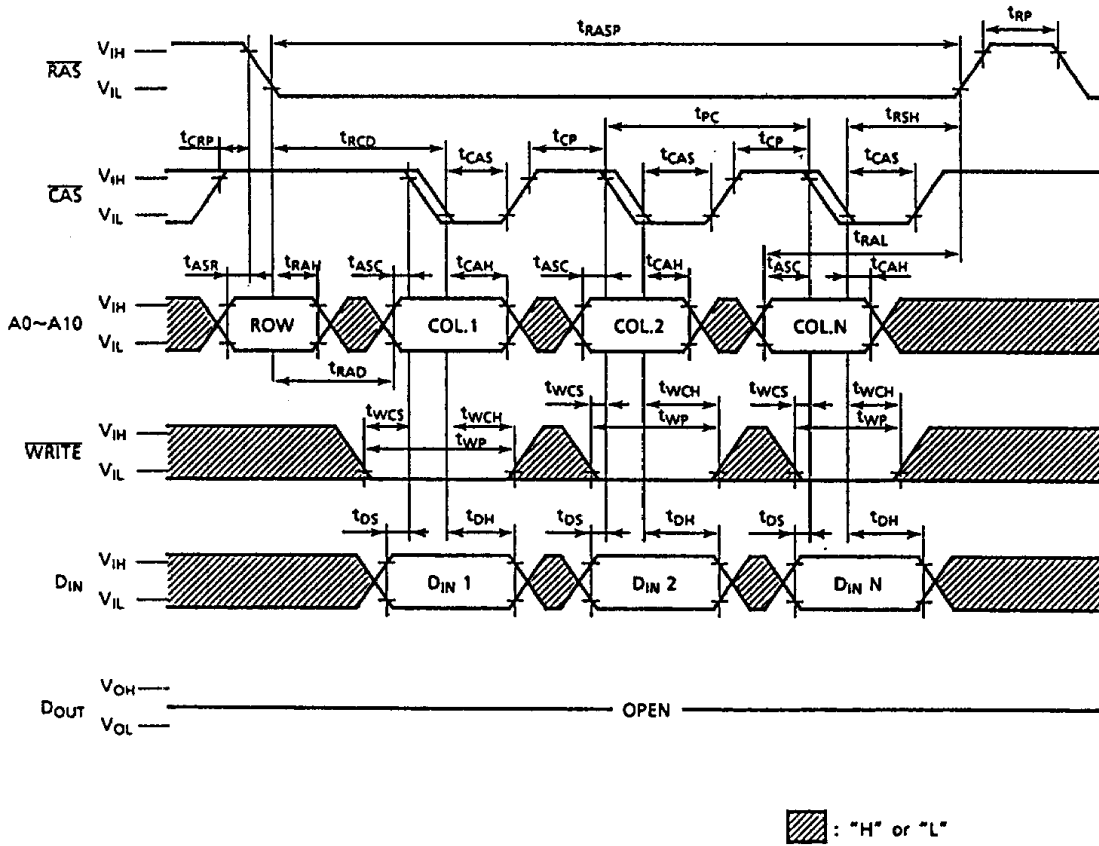 tRASP
tRP
RAS
VIH
VIL
tCRP
tRCD
tCAS
tCP
tPC
tCAS
tCP
tRSH
tCAS
CAS
VIH
VIL
tRAL
tASR
tRAH
tASC
tCAH
tASC
tCAH
tASC
tCAH
A0~A10
VIH
VIL
ROW
COL.1
COL.2
COL.N
tRAD
tWCS
tWCH
tWP
tWCS
tWCH
tWP
tWCS
tWCH
tWP
WRITE
VIH
VIL
tDS
tDH
tDS
tDH
tDS
tDH
DIN
VIH
VIL
DIN 1
DIN 2
DIN N
DOUT
VOH
VOL
OPEN
: "H" or "L"